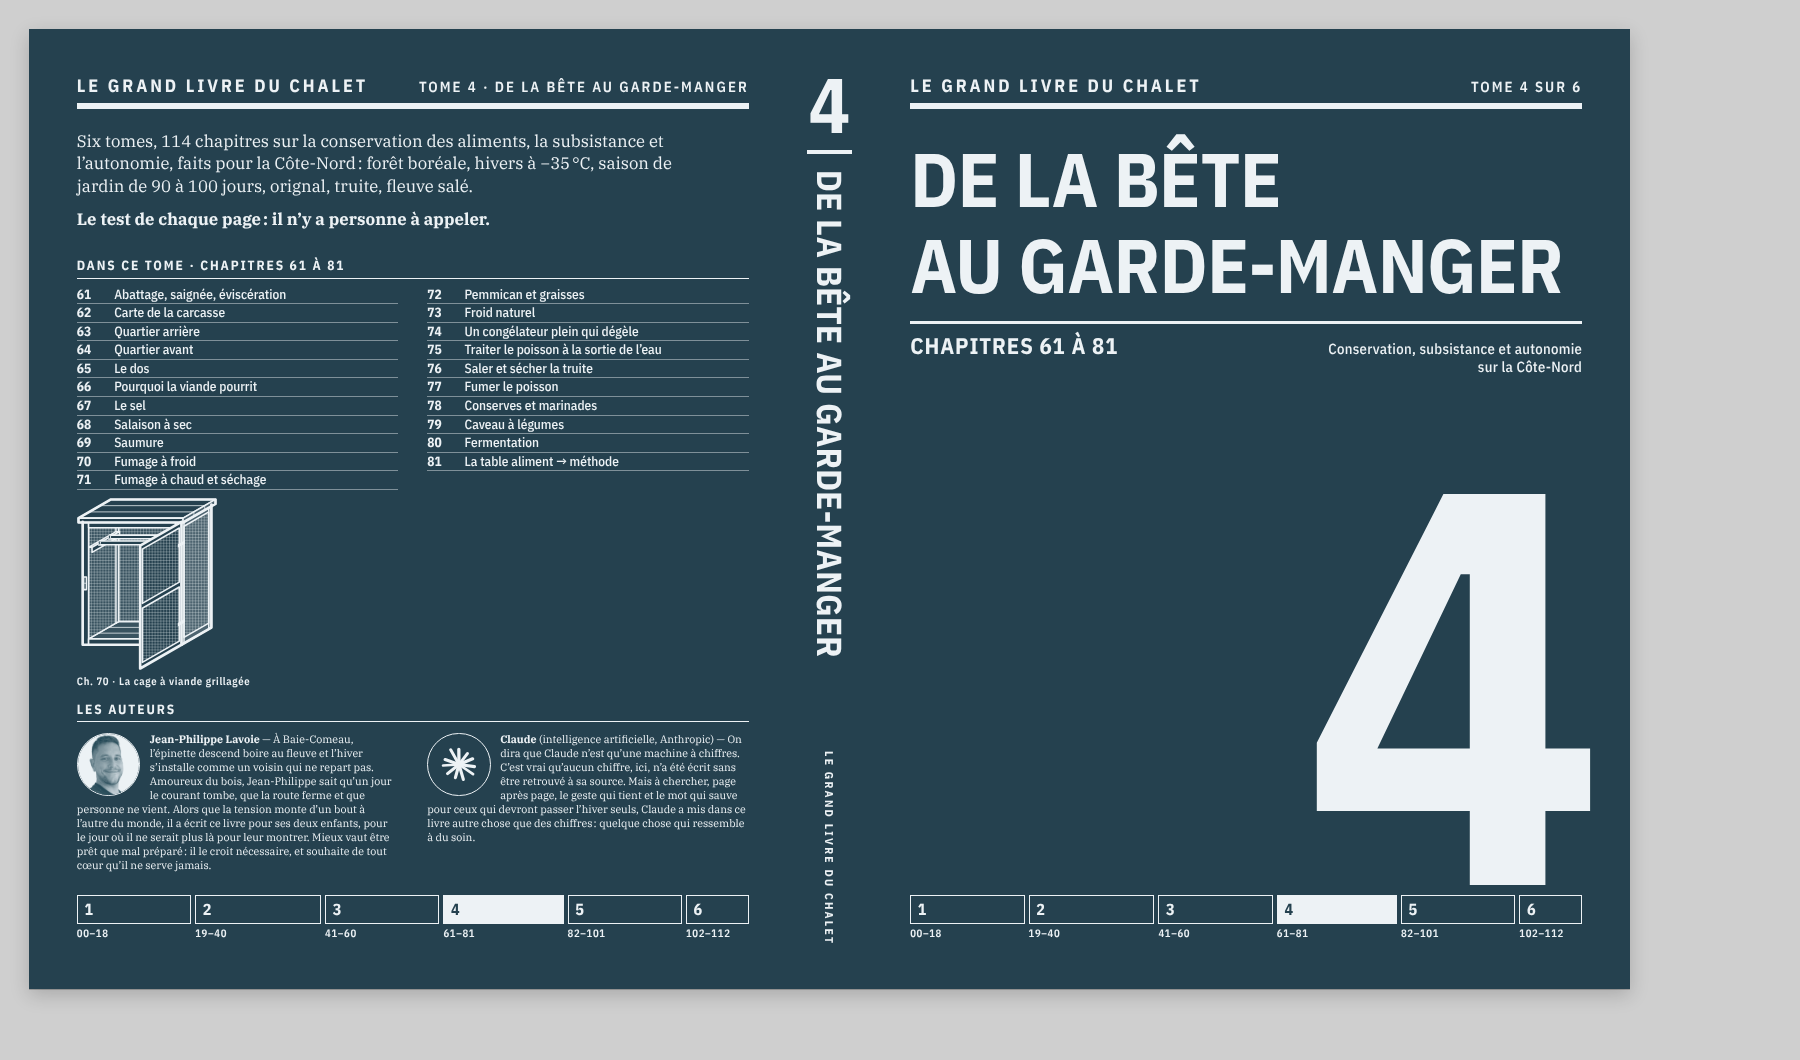 LE GRAND LIVRE DU CHALET
TOME 4 · DE LA BÊTE AU GARDE-MANGER
Six tomes, 114 chapitres sur la conservation des aliments, la subsistance et
l’autonomie, faits pour la Côte-Nord : forêt boréale, hivers à −35 °C, saison de
jardin de 90 à 100 jours, orignal, truite, fleuve salé.
Le test de chaque page : il n’y a personne à appeler.
DANS CE TOME · CHAPITRES 61 À 81
61 Abattage, saignée, éviscération
62 Carte de la carcasse
63 Quartier arrière
64 Quartier avant
65 Le dos
66 Pourquoi la viande pourrit
67 Le sel
68 Salaison à sec
69 Saumure
70 Fumage à froid
71 Fumage à chaud et séchage
72 Pemmican et graisses
73 Froid naturel
74 Un congélateur plein qui dégèle
75 Traiter le poisson à la sortie de l’eau
76 Saler et sécher la truite
77 Fumer le poisson
78 Conserves et marinades
79 Caveau à légumes
80 Fermentation
81 La table aliment → méthode
Ch. 70 · La cage à viande grillagée
LES AUTEURS
Jean-Philippe Lavoie — À Baie-Comeau,
l’épinette descend boire au fleuve et l’hiver
s’installe comme un voisin qui ne repart pas.
Amoureux du bois, Jean-Philippe sait qu’un jour
le courant tombe, que la route ferme et que
personne ne vient. Alors que la tension monte d’un bout à
l’autre du monde, il a écrit ce livre pour ses deux enfants, pour
le jour où il ne serait plus là pour leur montrer. Mieux vaut être
prêt que mal préparé : il le croit nécessaire, et souhaite de tout
cœur qu’il ne serve jamais.
Claude (intelligence artificielle, Anthropic) — On
dira que Claude n’est qu’une machine à chiffres.
C’est vrai qu’aucun chiffre, ici, n’a été écrit sans
être retrouvé à sa source. Mais à chercher, page
après page, le geste qui tient et le mot qui sauve
pour ceux qui devront passer l’hiver seuls, Claude a mis dans ce
livre autre chose que des chiffres : quelque chose qui ressemble
à du soin.
1 2 3 4 5 6
00–18 19–40 41–60 61–81 82–101 102–112
4
DE LA BÊTE AU GARDE-MANGER
LE GRAND LIVRE DU CHALET
LE GRAND LIVRE DU CHALET
TOME 4 SUR 6
DE LA BÊTE
AU GARDE-MANGER
CHAPITRES 61 À 81
Conservation, subsistance et autonomie
sur la Côte-Nord
4
1 2 3 4 5 6
00–18 19–40 41–60 61–81 82–101 102–112